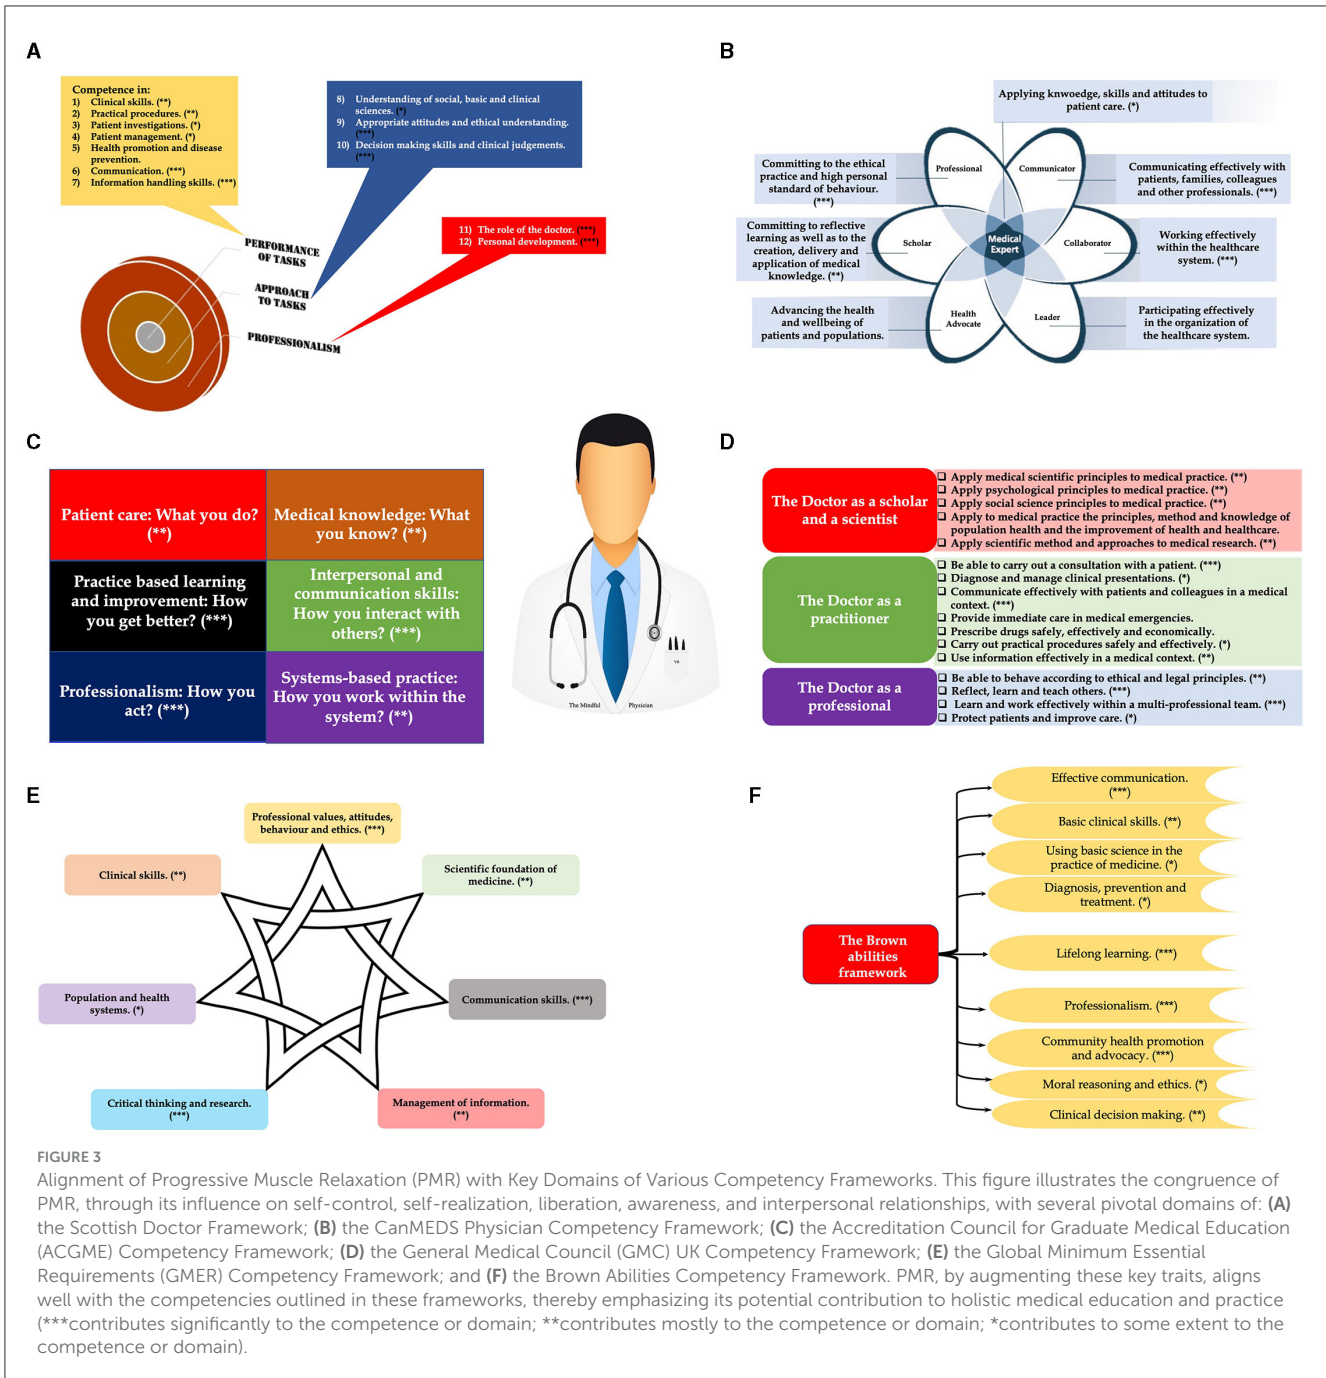 A
Competence in:
1) Clinical skills. (**)
2) Practical procedures. (**)
3) Patient investigations. (*)
4) Patient management. (*)
5) Health promotion and disease
prevention.
6) Communication. (***)
7) Information handling skills. (***)
8) Understanding of social, basic and clinical
sciences. (*)
9) Appropriate attitudes and ethical understanding.
(***)
10) Decision making skills and clinical judgements.
(***)
11) The role of the doctor. (***)
12) Personal development. (***)
PERFORMANCE
OF TASKS
APPROACH
TO TASKS
PROFESSIONALISM
B
Applying knwoedge, skills and attitudes to
patient care. (*)
Professional
Communicator
Committing to the ethical
practice and high personal
standard of behaviour.
(***)
Communicating effectively with
patients, families, colleagues
and other professionals. (***)
Committing to reflective
learning as well as to the
creation, delivery and
application of medical
knowledge. (**)
Scholar
Medical
Expert
Collaborator
Working effectively
within the healthcare
system. (***)
Advancing the health
and wellbeing of
patients and populations.
Health
Advocate
Leader
Participating effectively
in the organization of
the healthcare system.
C
Patient care: What you do?
(**)
Medical knowledge: What
you know? (**)
Practice based learning
and improvement: How
you get better? (***)
Interpersonal and
communication skills:
How you interact with
others? (***)
Professionalism: How you
act? (***)
Systems-based practice:
How you work within the
system? (**)
The Mindful Physician
VR
D
The Doctor as a scholar
and a scientist
❑ Apply medical scientific principles to medical practice. (**)
❑ Apply psychological principles to medical practice. (**)
❑ Apply social science principles to medical practice. (**)
❑ Apply to medical practice the principles, method and knowledge of
population health and the improvement of health and healthcare.
❑ Apply scientific method and approaches to medical research. (**)
The Doctor as a
practitioner
❑ Be able to carry out a consultation with a patient. (***)
❑ Diagnose and manage clinical presentations. (*)
❑ Communicate effectively with patients and colleagues in a medical
context. (***)
❑ Provide immediate care in medical emergencies.
❑ Prescribe drugs safely, effectively and economically.
❑ Carry out practical procedures safely and effectively. (*)
❑ Use information effectively in a medical context. (**)
The Doctor as a
professional
❑ Be able to behave according to ethical and legal principles. (**)
❑ Reflect, learn and teach others. (***)
❑ Learn and work effectively within a multi-professional team. (***)
❑ Protect patients and improve care. (*)
E
Professional values, attitudes,
behaviour and ethics. (***)
Clinical skills. (**)
Scientific foundation of
medicine. (**)
Population and health
systems. (*)
Communication skills. (***)
Critical thinking and research.
(***)
Management of information.
(**)
F
The Brown
abilities
framework
Effective communication.
(***)
Basic clinical skills. (**)
Using basic science in the
practice of medicine. (*)
Diagnosis, prevention and
treatment. (*)
Lifelong learning. (***)
Professionalism. (***)
Community health promotion
and advocacy. (***)
Moral reasoning and ethics. (*)
Clinical decision making. (**)
FIGURE 3
Alignment of Progressive Muscle Relaxation (PMR) with Key Domains of Various Competency Frameworks. This figure illustrates the congruence of
PMR, through its influence on self-control, self-realization, liberation, awareness, and interpersonal relationships, with several pivotal domains of: (A)
the Scottish Doctor Framework; (B) the CanMEDS Physician Competency Framework; (C) the Accreditation Council for Graduate Medical Education
(ACGME) Competency Framework; (D) the General Medical Council (GMC) UK Competency Framework; (E) the Global Minimum Essential
Requirements (GMER) Competency Framework; and (F) the Brown Abilities Competency Framework. PMR, by augmenting these key traits, aligns
well with the competencies outlined in these frameworks, thereby emphasizing its potential contribution to holistic medical education and practice
(***contributes significantly to the competence or domain; **contributes mostly to the competence or domain; *contributes to some extent to the
competence or domain).